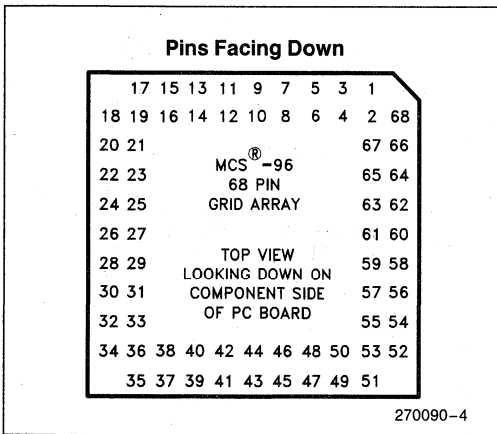 Pins Facing Down
17 15 13 11 9 7 5 3 1
18 19 16 14 12 10 8 6 4 2 68
20 21 67 66
MCS®-96
22 23 65 64
68 PIN
24 25 GRID ARRAY 63 62
26 27 61 60
TOP VIEW
28 29 59 58
LOOKING DOWN ON
30 31 COMPONENT SIDE 57 56
OF PC BOARD
32 33 55 54
34 36 38 40 42 44 46 48 50 53 52
35 37 39 41 43 45 47 49 51
270090-4